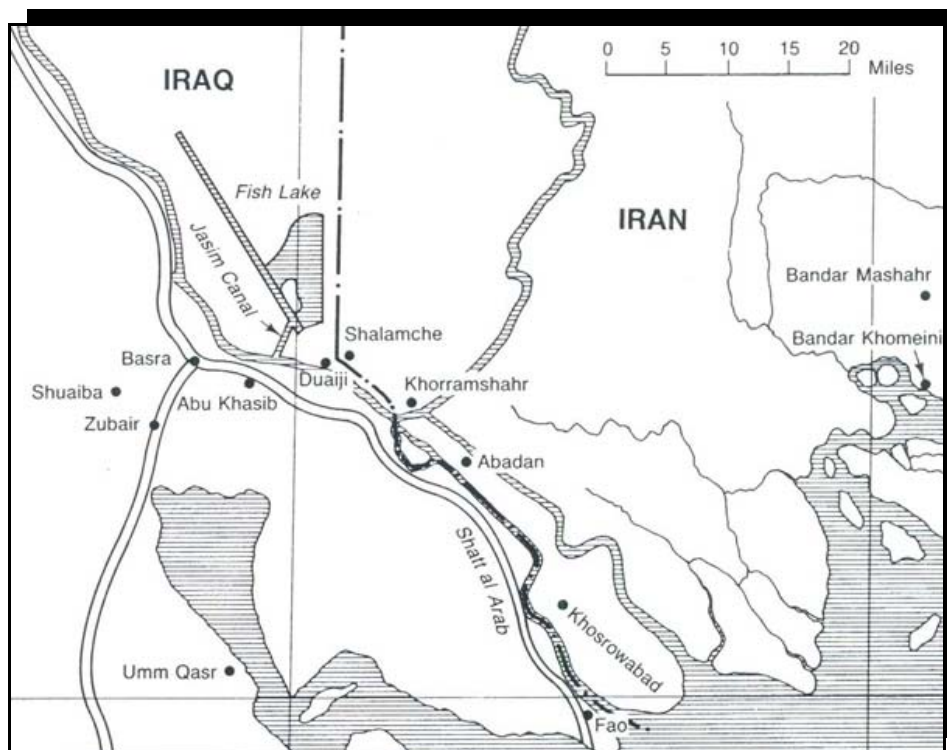 0 5 10 15 20
Miles
IRAQ
Fish Lake
IRAN
Jasim Canal
Bandar Mashahr
Shalamche
Bandar Khomeini
Basra
Duaiji
Shuaiba
Abu Khasib
Khorramshahr
Zubair
Abadan
Shatt al Arab
Khosrowabad
Umm Qasr
Fao